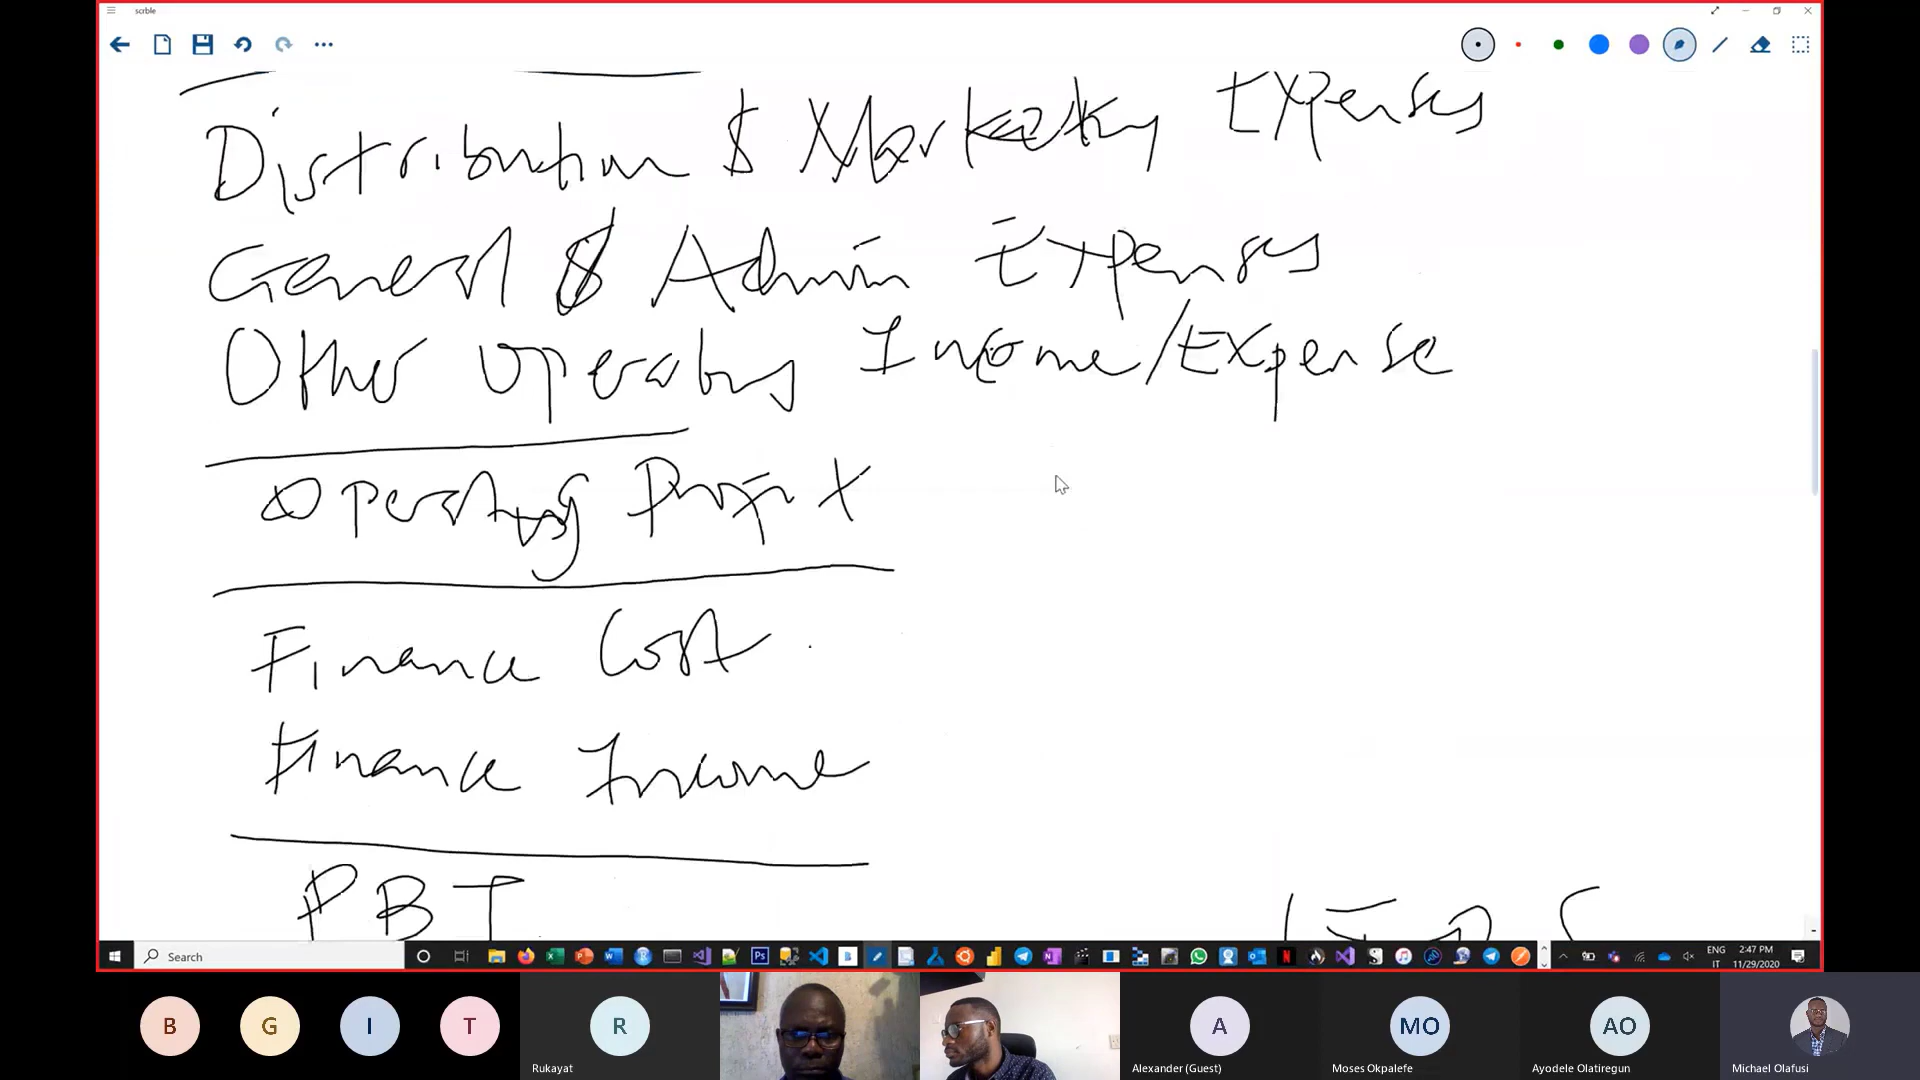 scrble
Distribution & Marketing Expenses
General & Admin Expenses
Other Operating Income/Expense
Operating Profit
Finance Cost
Finance Income
PBT
Search
ENG
IT
2:47 PM
11/29/2020
B
G
I
T
R
A
MO
AO
Rukayat
Alexander (Guest)
Moses Okpalefe
Ayodele Olatiregun
Michael Olafusi